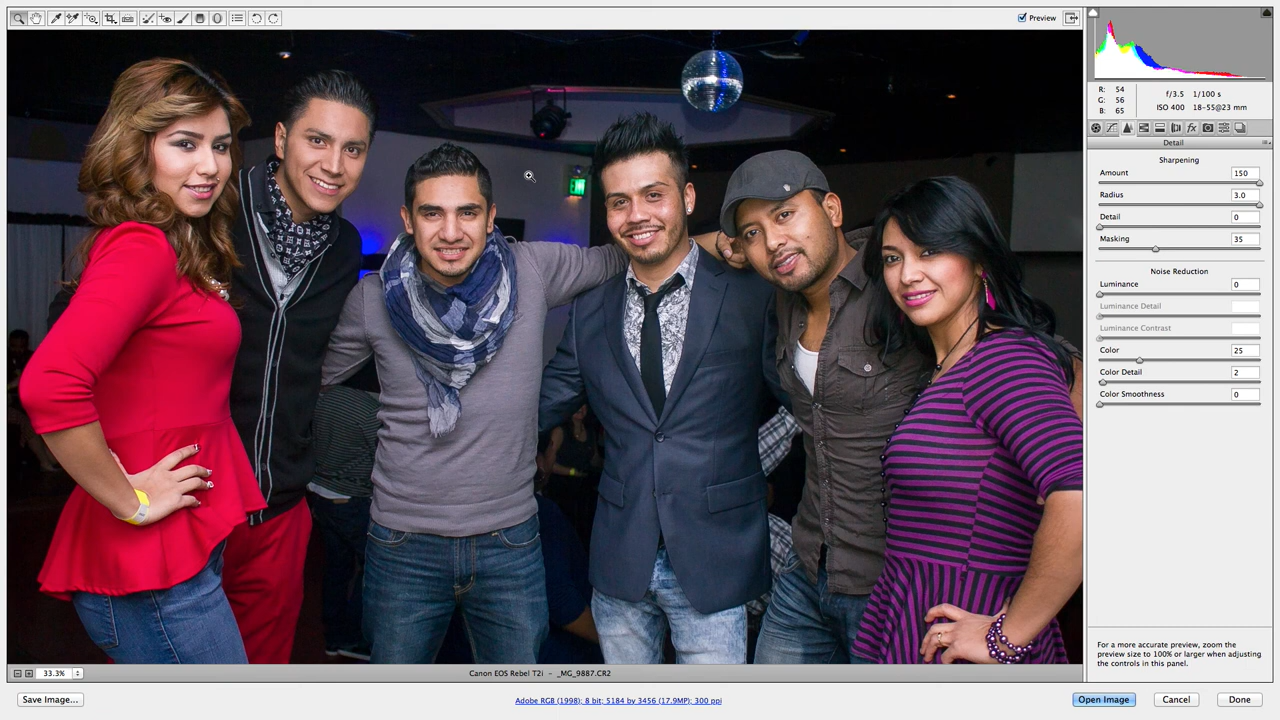 Preview
R: 54
G: 56
B: 65
f/3.5 1/100 s
ISO 400 18-55@23 mm
fx
Detail
Sharpening
Amount 150
Radius 3.0
Detail 0
Masking 35
Noise Reduction
Luminance 0
Luminance Detail
Luminance Contrast
Color 25
Color Detail 2
Color Smoothness 0
For a more accurate preview, zoom the
preview size to 100% or larger when adjusting
the controls in this panel.
33.3%
Canon EOS Rebel T2i - _MG_9887.CR2
Save Image...
Adobe RGB (1998); 8 bit; 5184 by 3456 (17.9MP); 300 ppi
Open Image
Cancel
Done